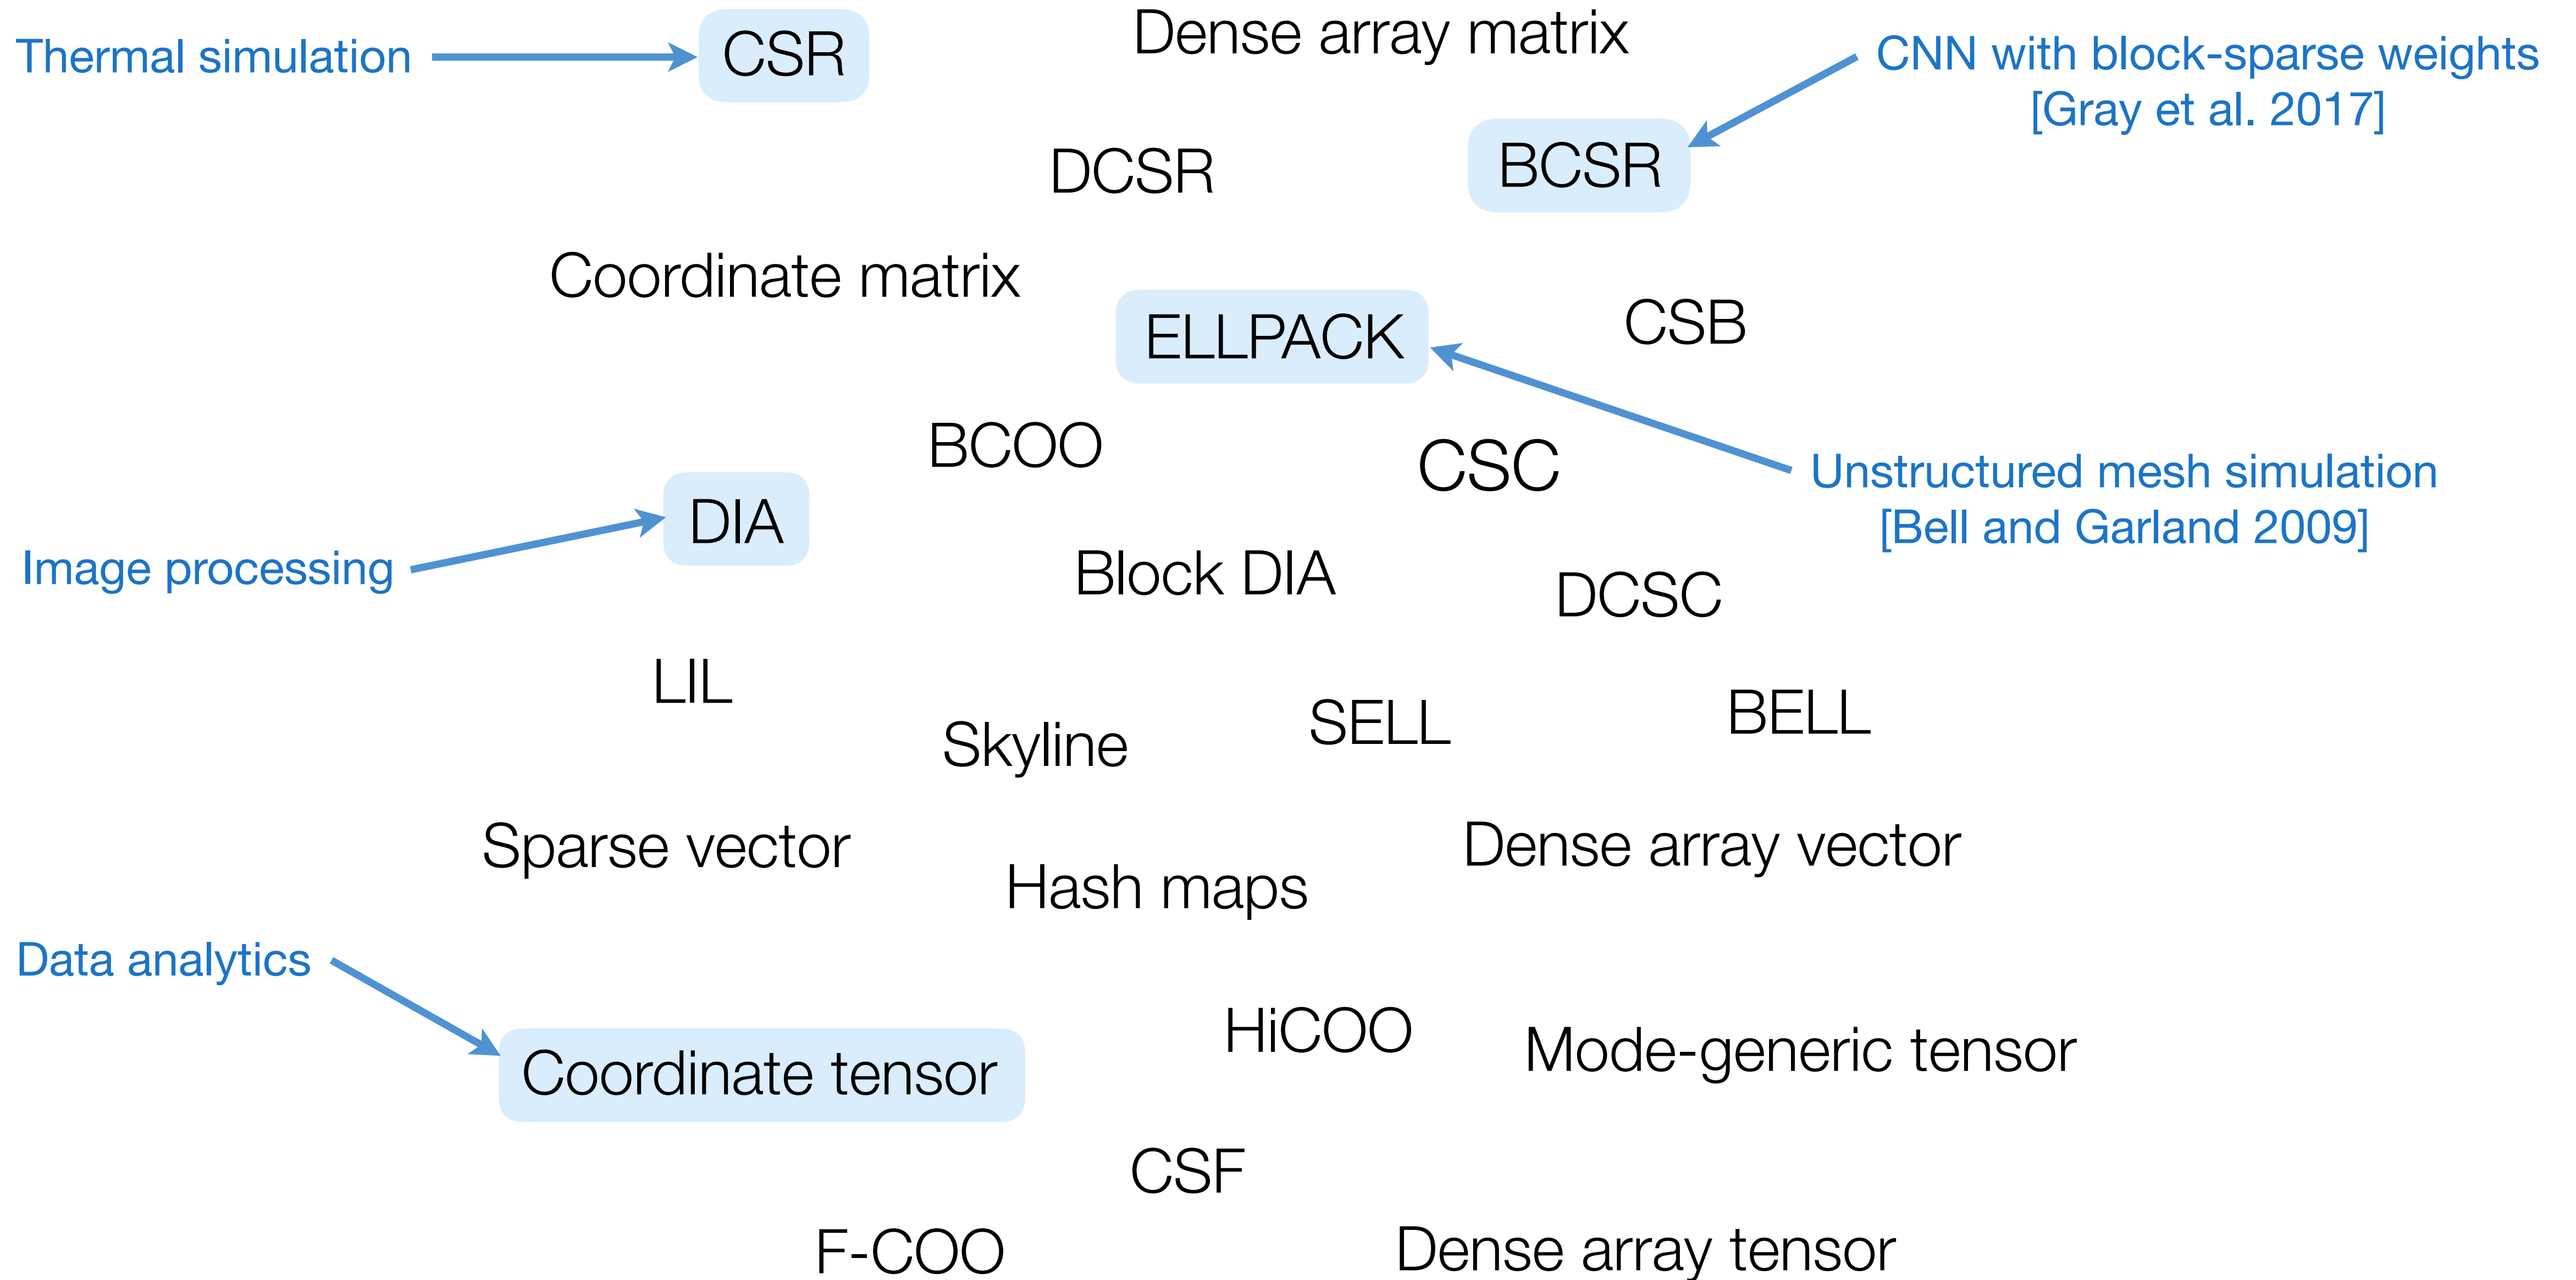 Thermal simulation
CSR
Dense array matrix
CNN with block-sparse weights
[Gray et al. 2017]
DCSR
BCSR
Coordinate matrix
ELLPACK
CSB
BCOO
CSC
Unstructured mesh simulation
[Bell and Garland 2009]
DIA
Image processing
Block DIA
DCSC
LIL
Skyline
SELL
BELL
Sparse vector
Hash maps
Dense array vector
Data analytics
Coordinate tensor
HiCOO
Mode-generic tensor
CSF
F-COO
Dense array tensor